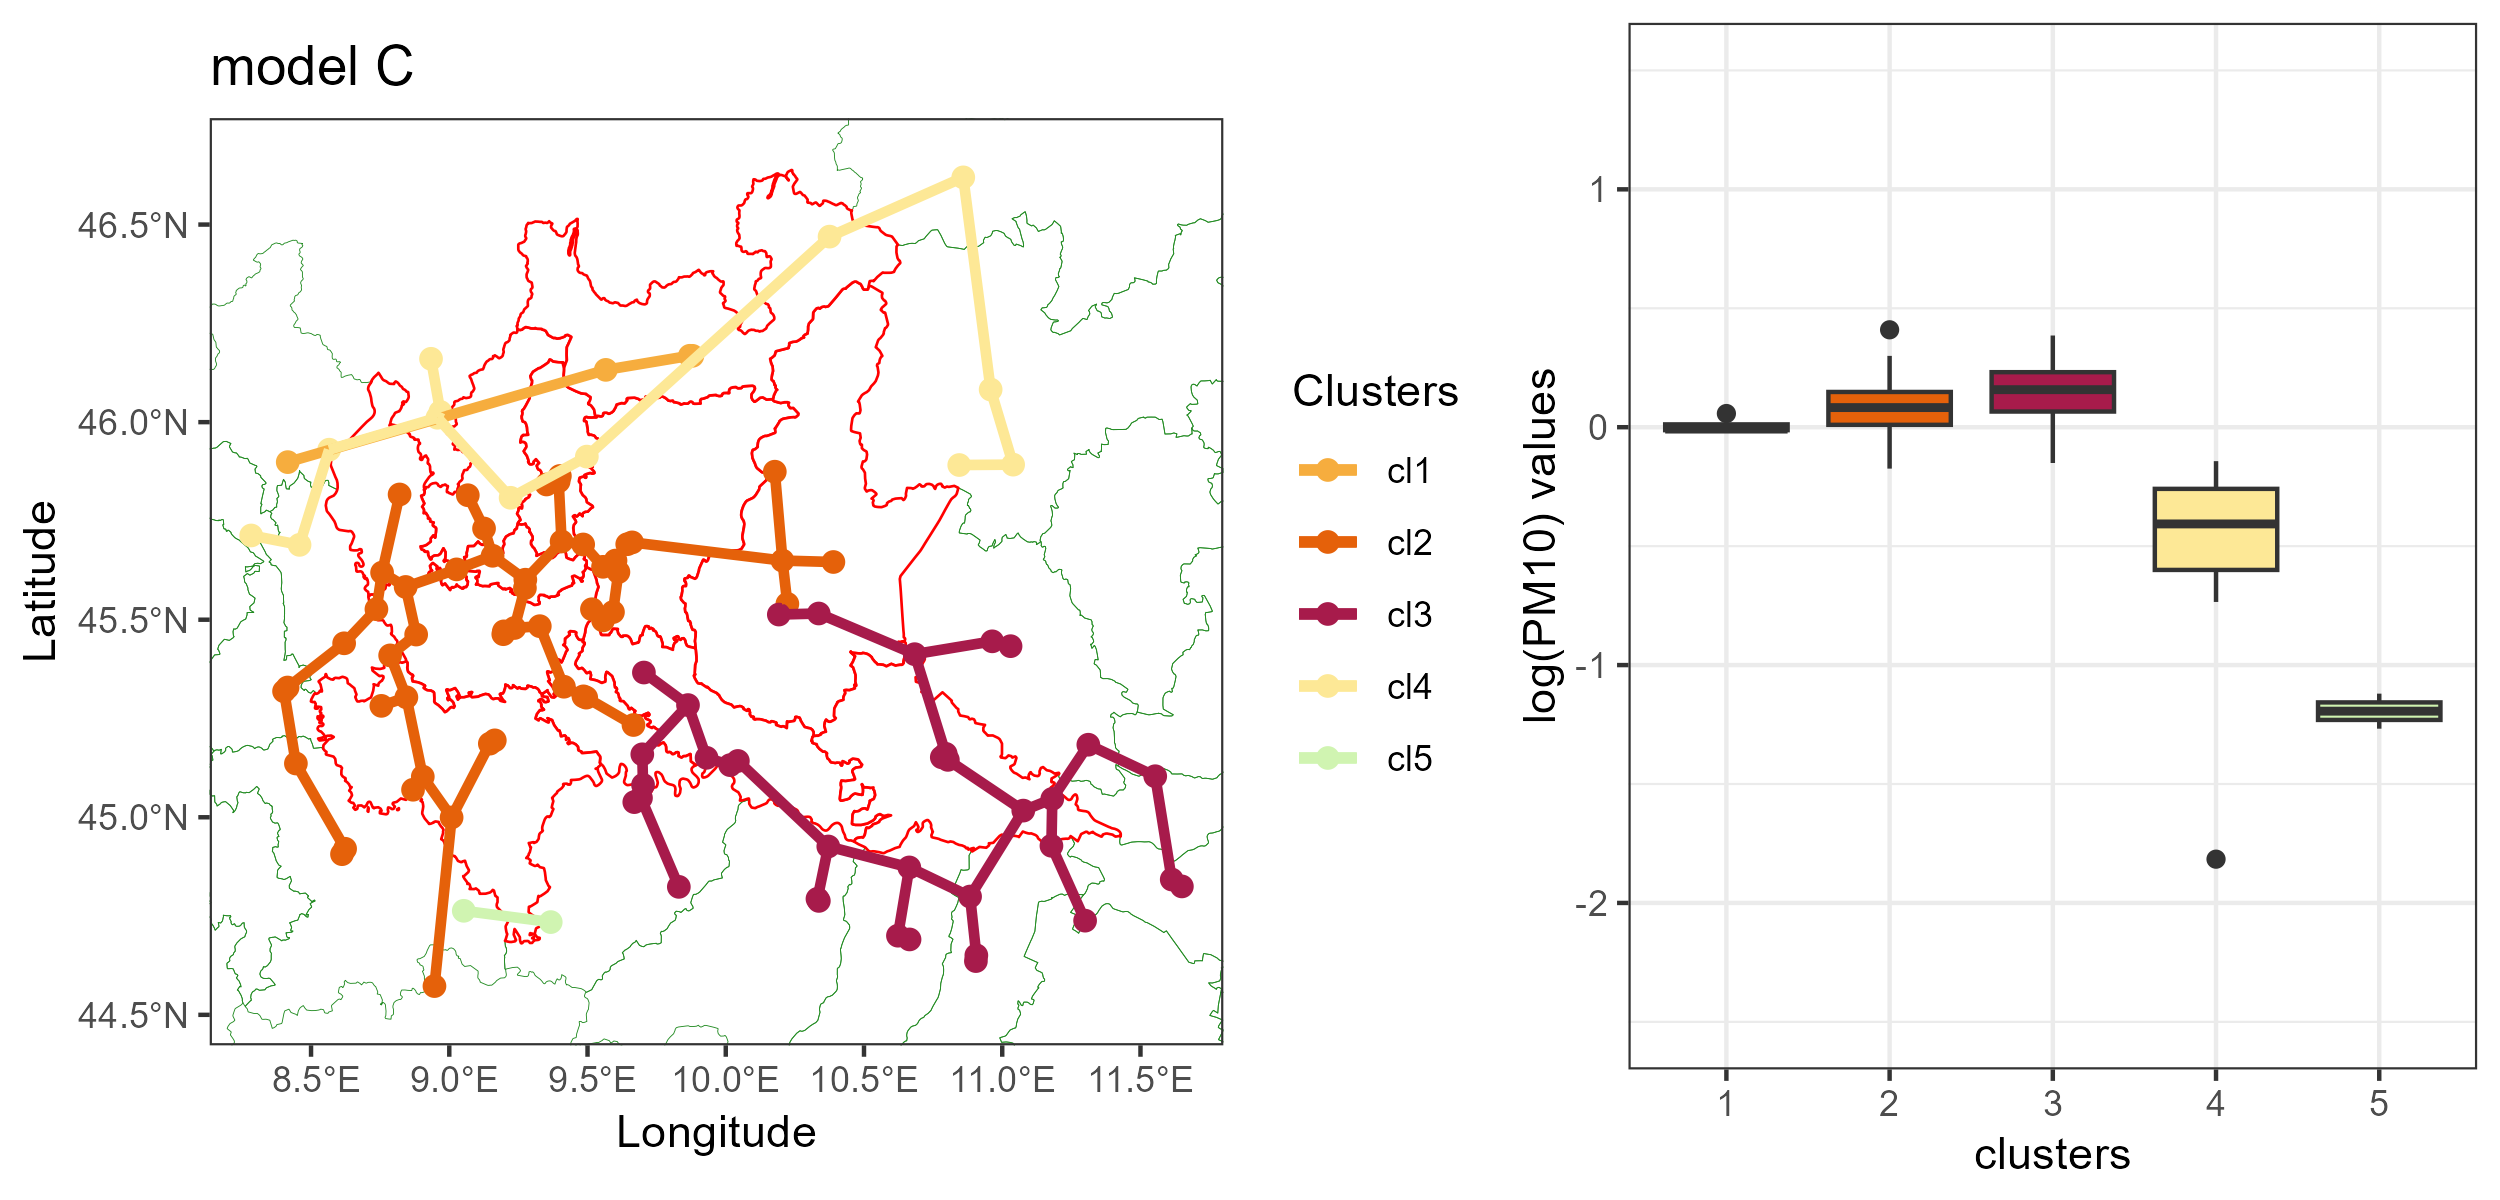 model C
46.5°N
46.0°N
45.5°N
45.0°N
44.5°N
Latitude
8.5°E 9.0°E 9.5°E 10.0°E 10.5°E 11.0°E 11.5°E
Longitude
Clusters
cl1
cl2
cl3
cl4
cl5
log(PM10)) values
1
0
-1
-2
1 2 3 4 5
clusters